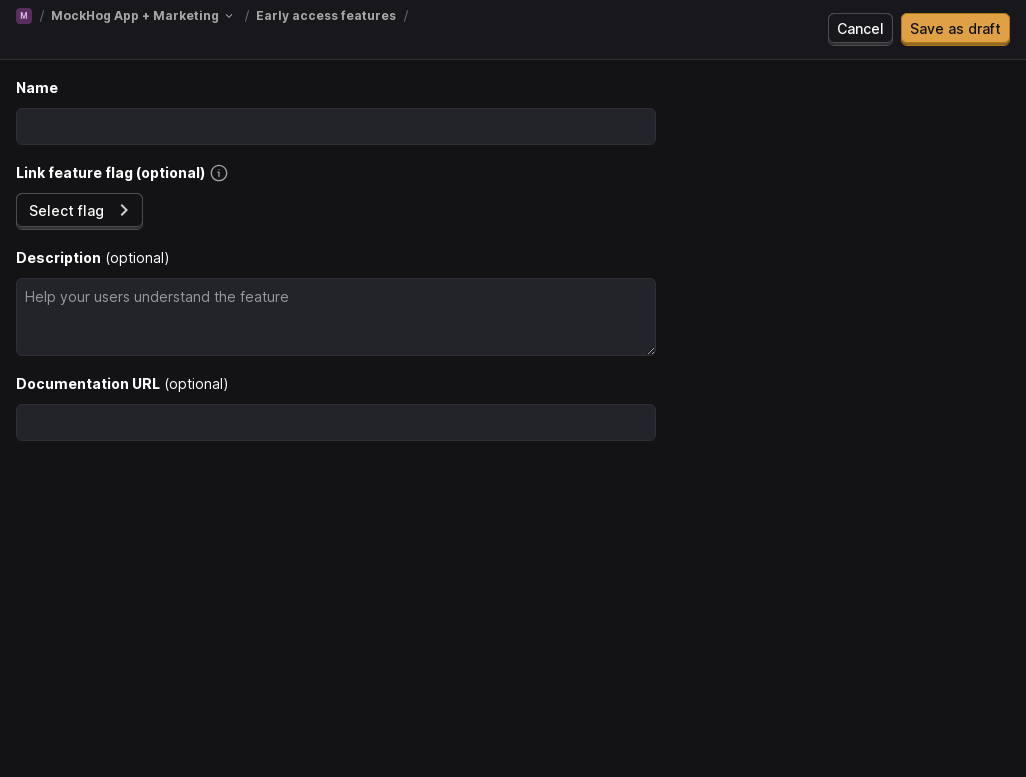 M / MockHog App + Marketing / Early access features /
Cancel
Save as draft
Name
Link feature flag (optional)
Select flag
Description (optional)
Help your users understand the feature
Documentation URL (optional)